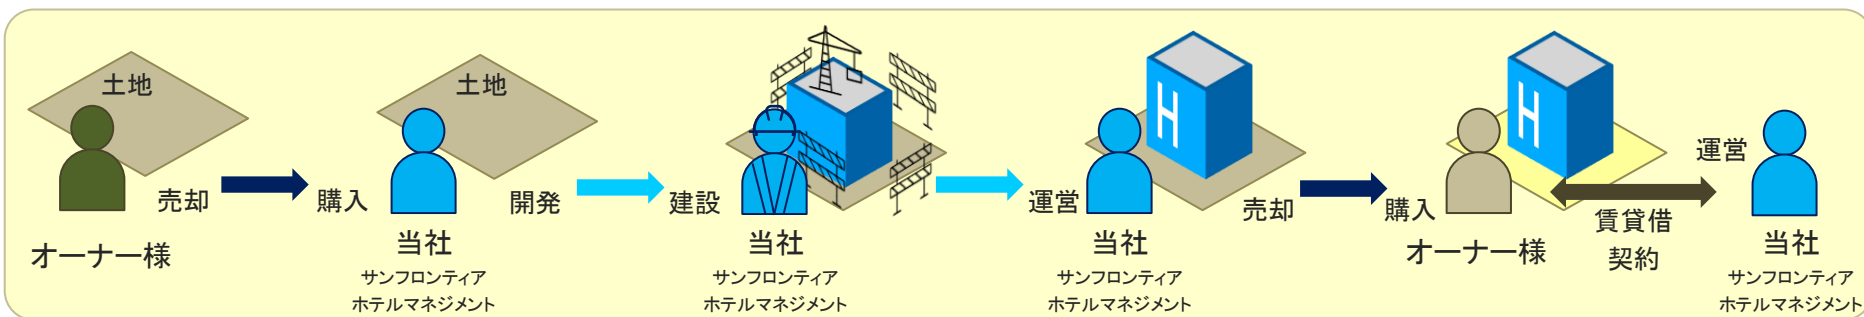 土地
売却
オーナー様
土地
購入
開発
当社
サンフロンティア
ホテルマネジメント
建設
当社
サンフロンティア
ホテルマネジメント
H
運営
売却
当社
サンフロンティア
ホテルマネジメント
H
購入
オーナー様
賃貸借
契約
運営
当社
サンフロンティア
ホテルマネジメント